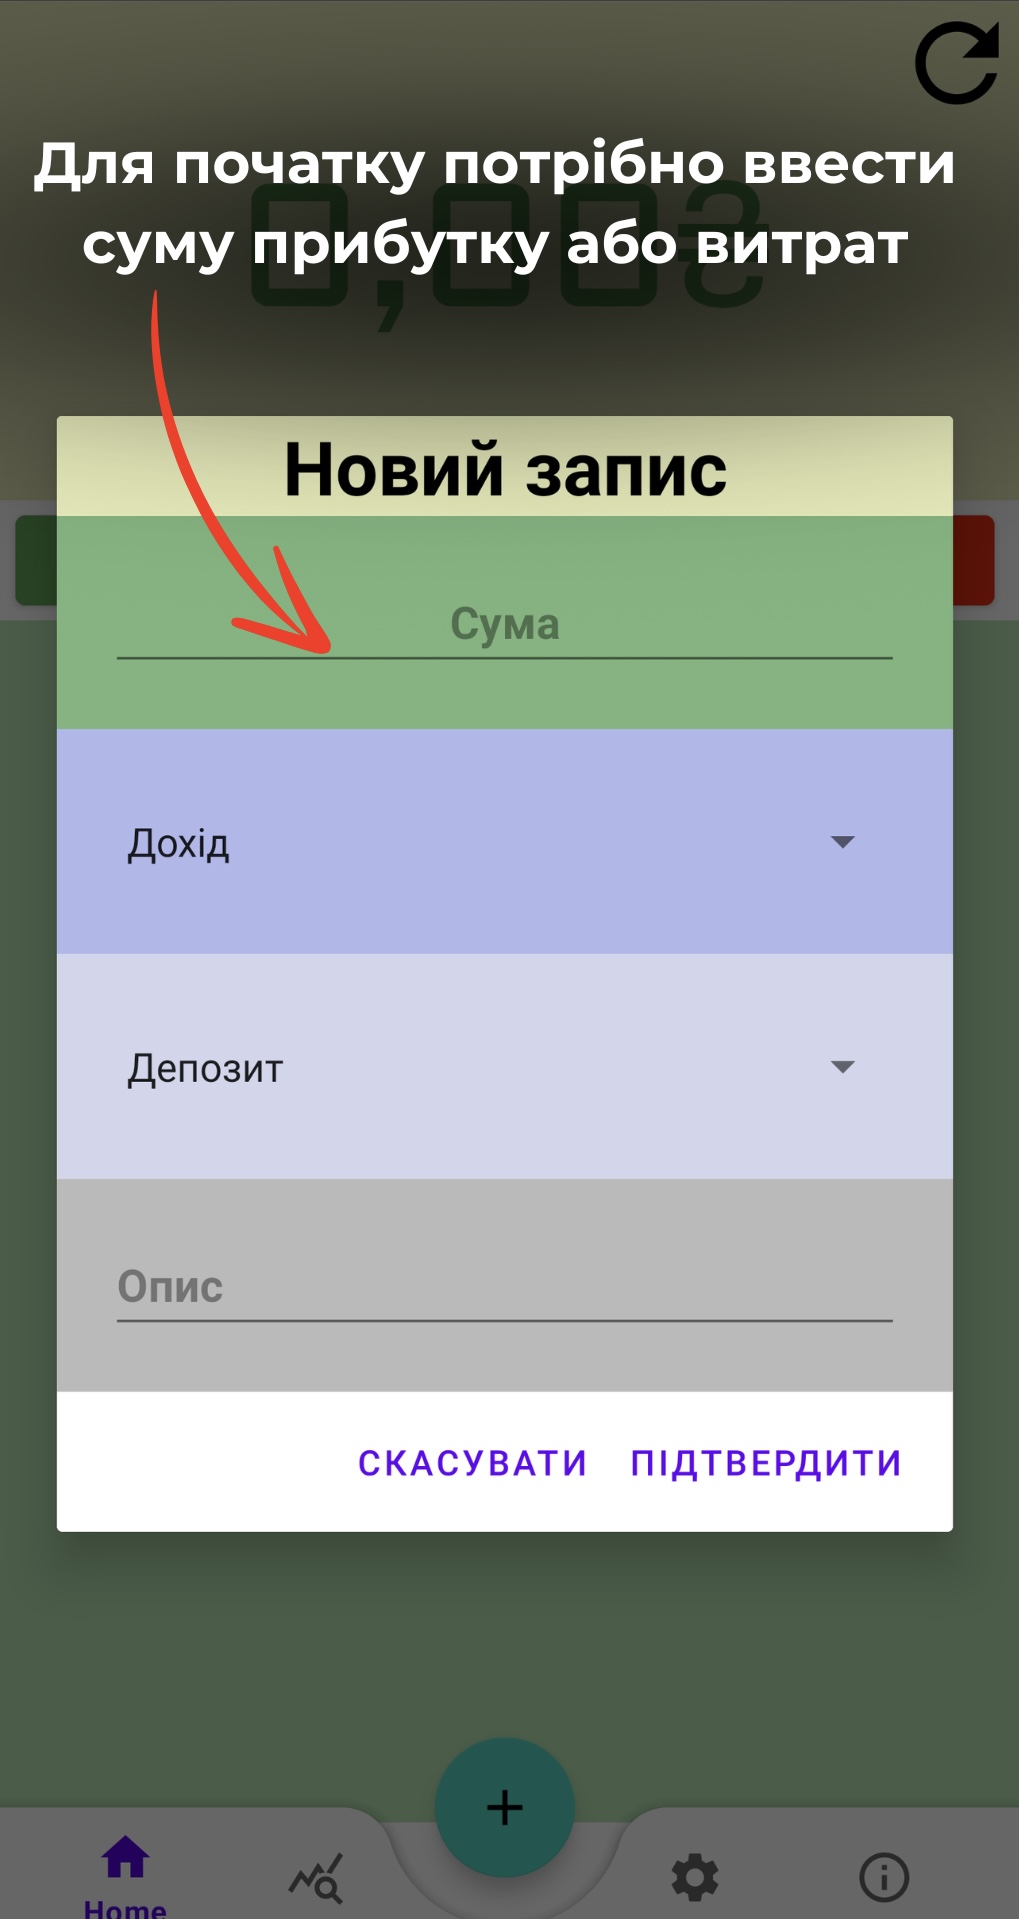 Для початку потрібно ввести
суму прибутку або витрат
0,00₴
Новий запис
Сума
Дохід
Депозит
Опис
СКАСУВАТИ ПІДТВЕРДИТИ
Home